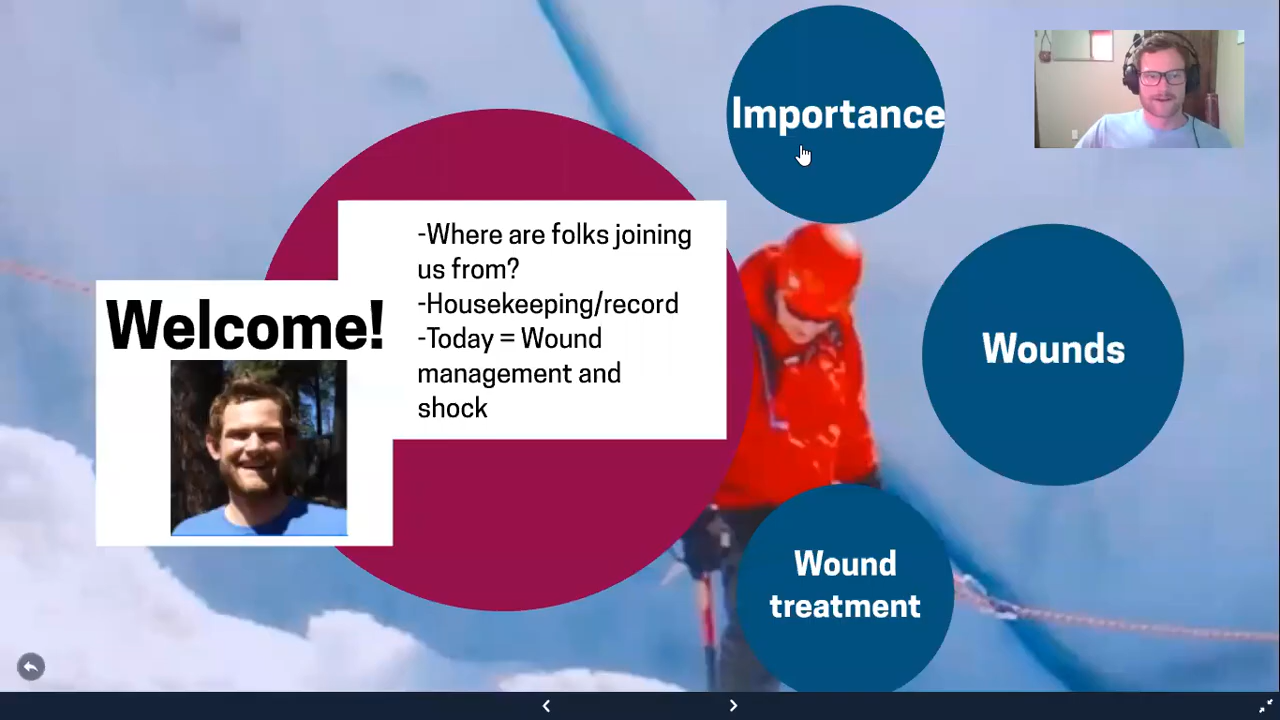 Importance
-Where are folks joining
us from?
-Housekeeping/record
-Today = Wound
management and
shock
Welcome!
Wounds
Wound
treatment